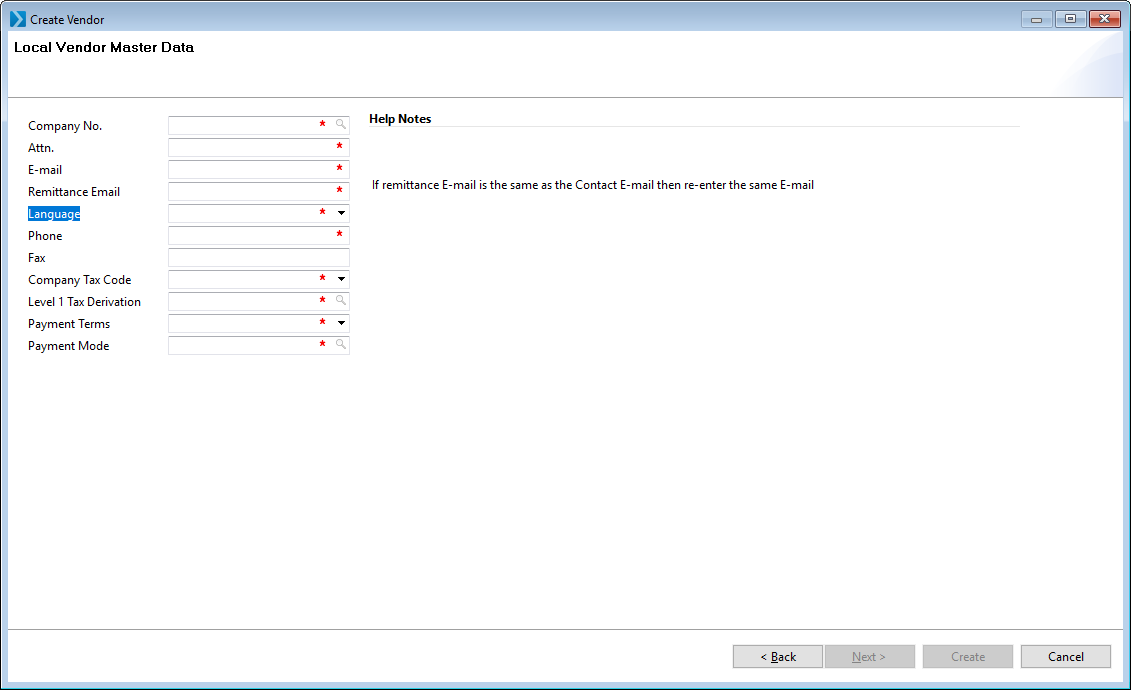 Create Vendor
Local Vendor Master Data
Company No. *
Help Notes
Attn. *
E-mail *
Remittance Email *
If remittance E-mail is the same as the Contact E-mail then re-enter the same E-mail
Language *
Phone *
Fax
Company Tax Code *
Level 1 Tax Derivation *
Payment Terms *
Payment Mode *
< Back
Next >
Create
Cancel